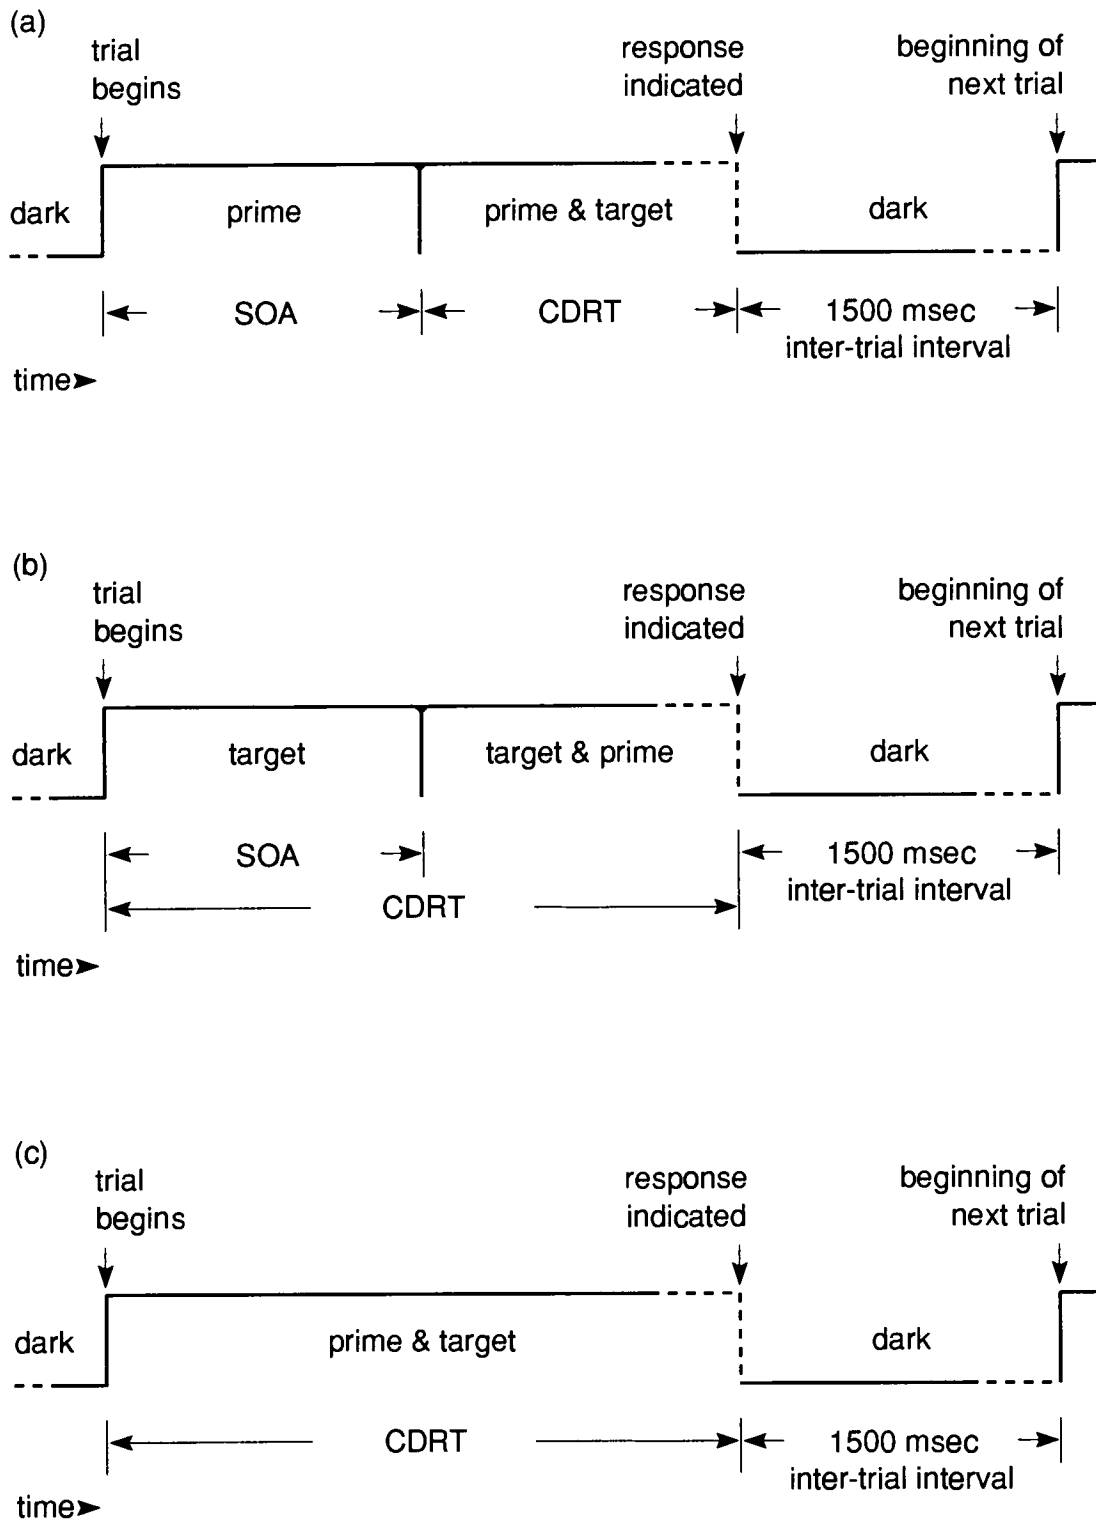 (a)
trial
begins
response
indicated
beginning of
next trial
dark
prime
prime & target
dark
SOA
CDRT
1500 msec
inter-trial interval
time
(b)
trial
begins
response
indicated
beginning of
next trial
dark
target
target & prime
dark
SOA
1500 msec
inter-trial interval
CDRT
time
(c)
trial
begins
response
indicated
beginning of
next trial
dark
prime & target
dark
CDRT
1500 msec
inter-trial interval
time